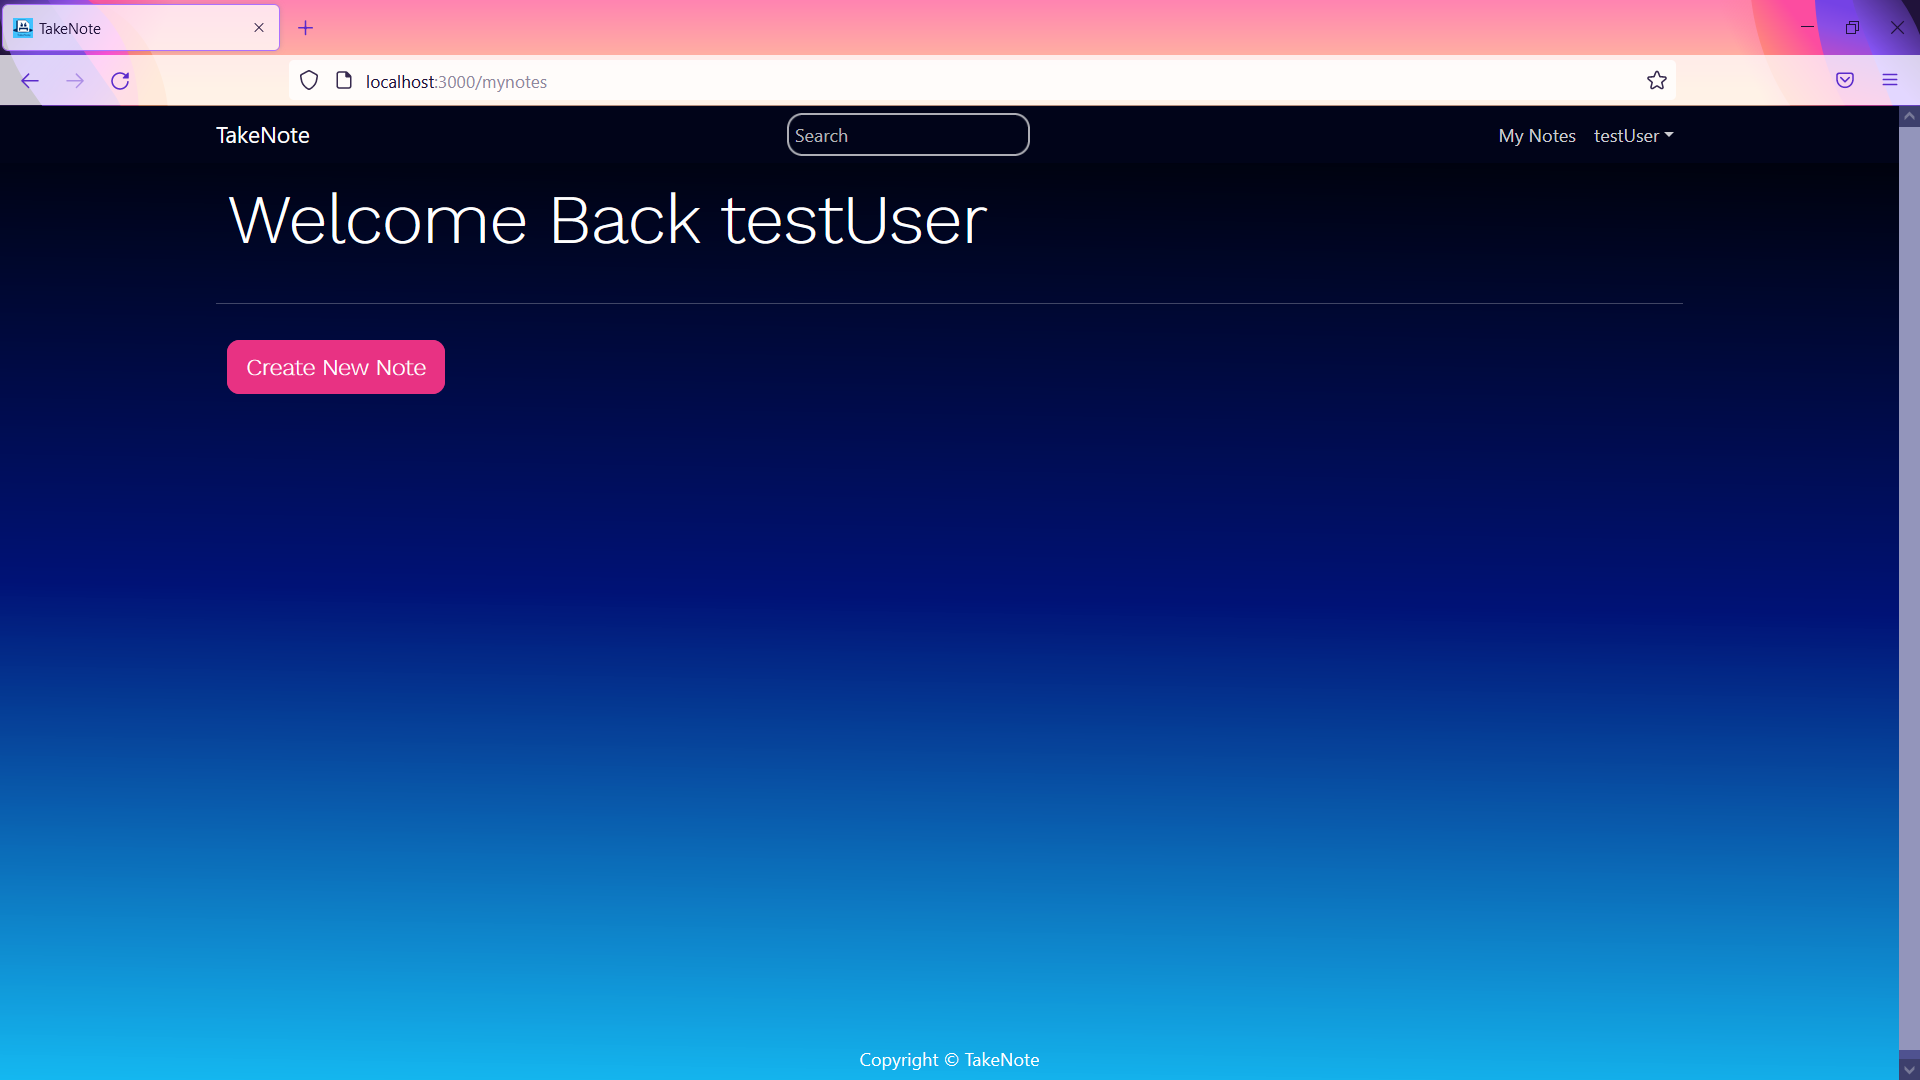 TakeNote
localhost:3000/mynotes
TakeNote
Search
My Notes
testUser
Welcome Back testUser
Create New Note
Copyright © TakeNote